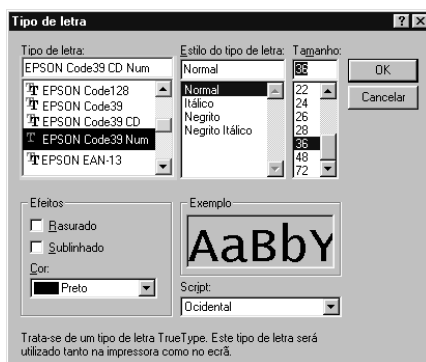 Tipo de letra
Tipo de letra:
EPSON Code39 CD Num
EPSON Code128
EPSON Code39
EPSON Code39 CD
EPSON Code39 Num
EPSON EAN-13
Estilo do tipo de letra:
Normal
Normal
Itálico
Negrito
Negrito Itálico
Tamanho:
36
22
24
26
28
36
48
72
OK
Cancelar
Efeitos
Rasurado
Sublinhado
Cor:
Preto
Exemplo
AaBbY
Script:
Ocidental
Trata-se de um tipo de letra TrueType. Este tipo de letra será
utilizado tanto na impressora como no ecrã.